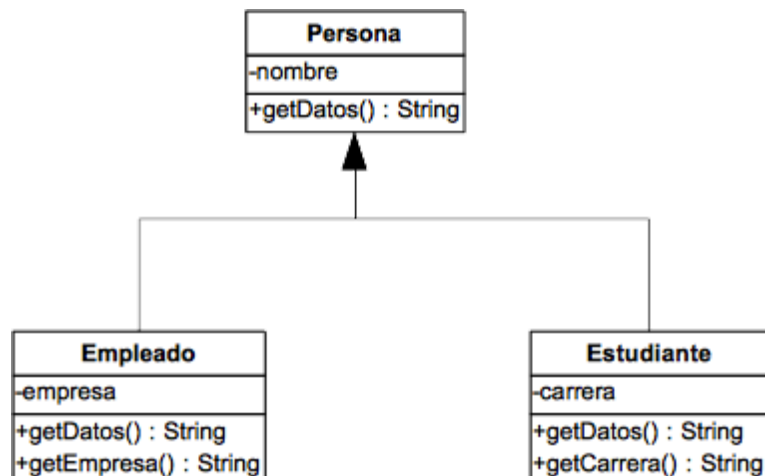 Persona
-nombre
+getDatos() : String
Empleado
-empresa
+getDatos() : String
+getEmpresa() : String
Estudiante
-carrera
+getDatos() : String
+getCarrera() : String